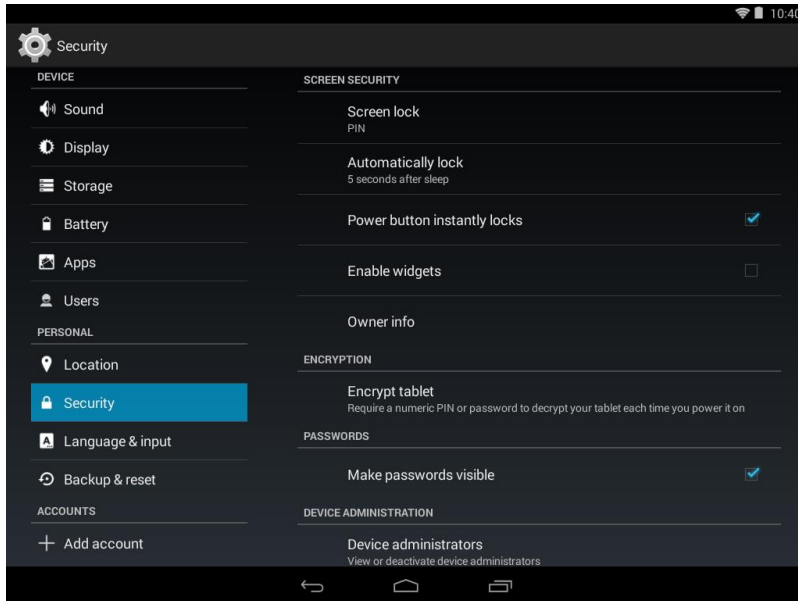 10:40
Security
DEVICE
Sound
Display
Storage
Battery
Apps
Users
PERSONAL
Location
Security
Language & input
Backup & reset
ACCOUNTS
Add account
SCREEN SECURITY
Screen lock
PIN
Automatically lock
5 seconds after sleep
Power button instantly locks
Enable widgets
Owner info
ENCRYPTION
Encrypt tablet
Require a numeric PIN or password to decrypt your tablet each time you power it on
PASSWORDS
Make passwords visible
DEVICE ADMINISTRATION
Device administrators
View or deactivate device administrators